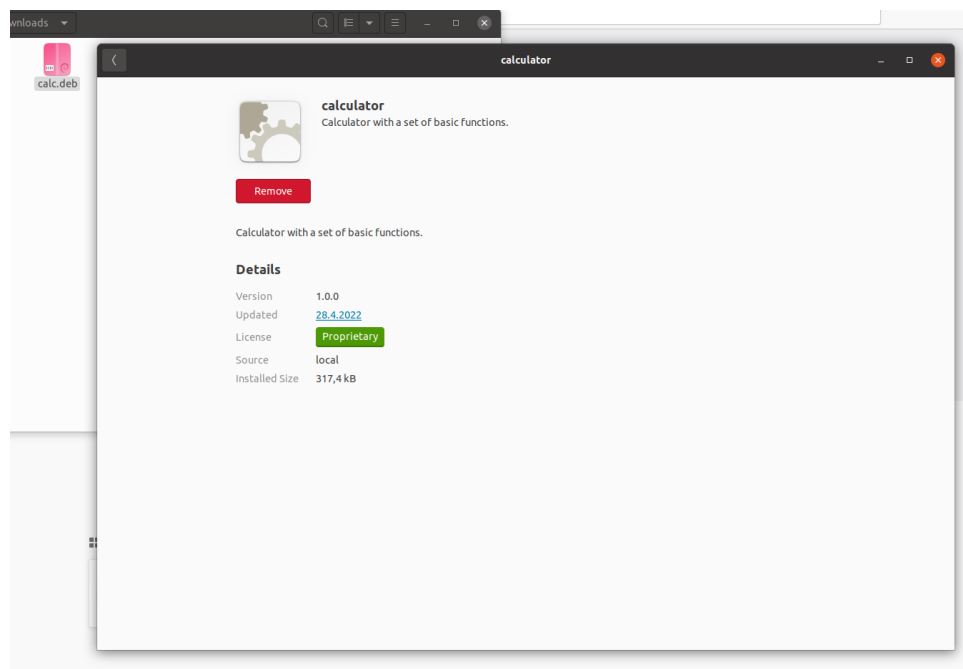 wnloads
calc.deb
calculator
calculator
Calculator with a set of basic functions.
Remove
Calculator with a set of basic functions.
Details
Version 1.0.0
Updated 28.4.2022
License Proprietary
Source local
Installed Size 317,4 kB